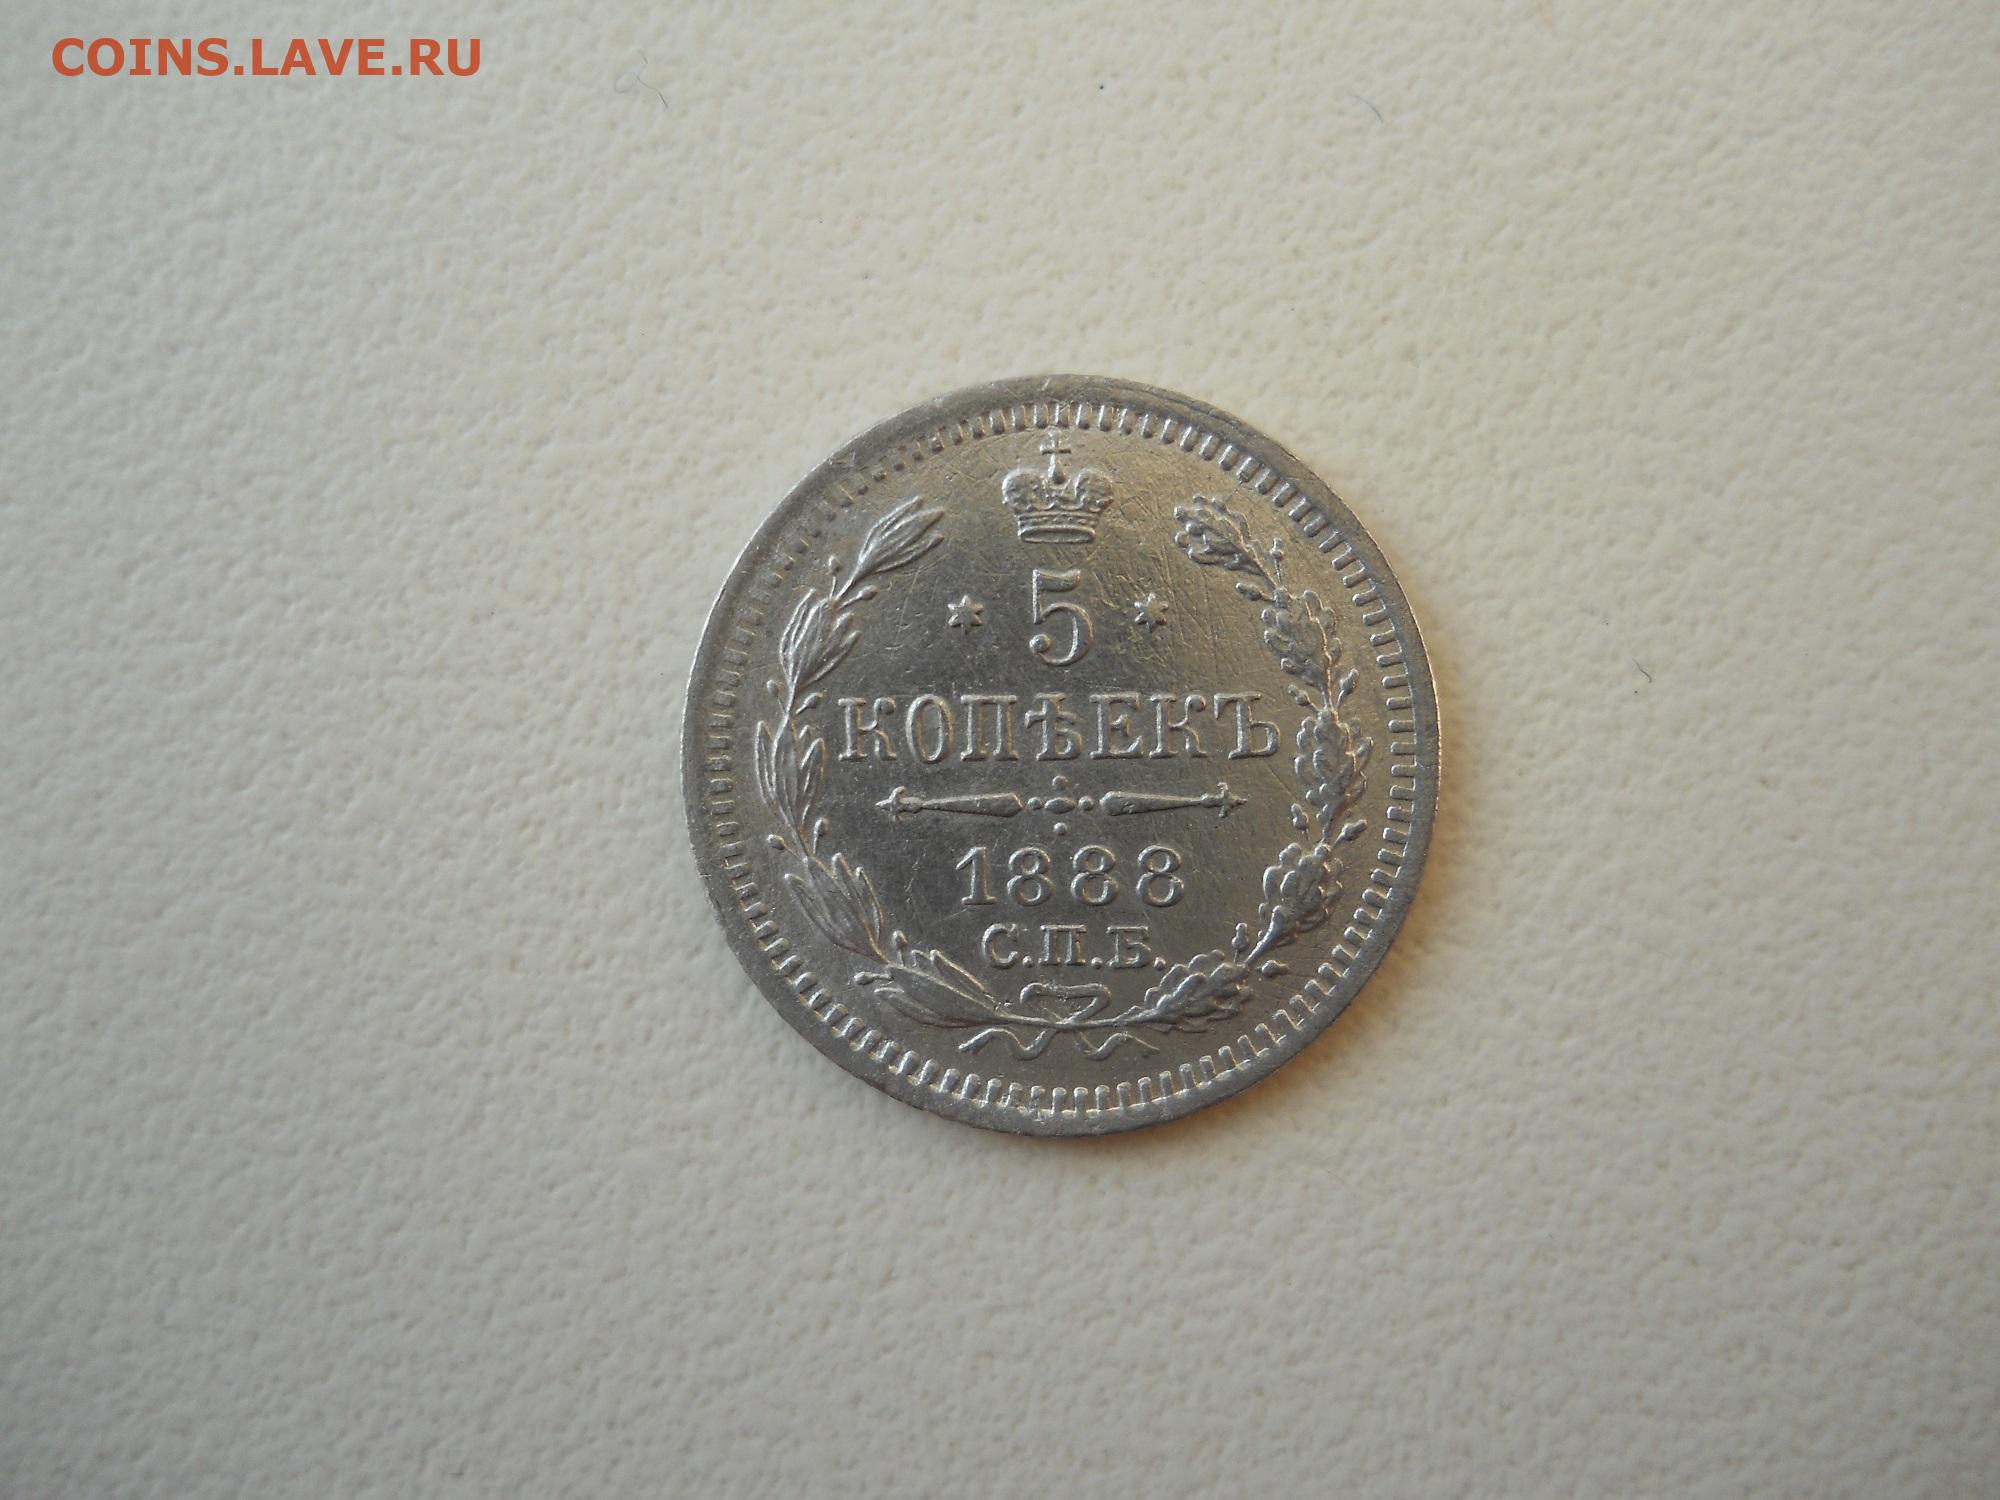 COINS.LAVE.RU
* 5 *
КОПѢЕКЪ
1888
С.П.Б.